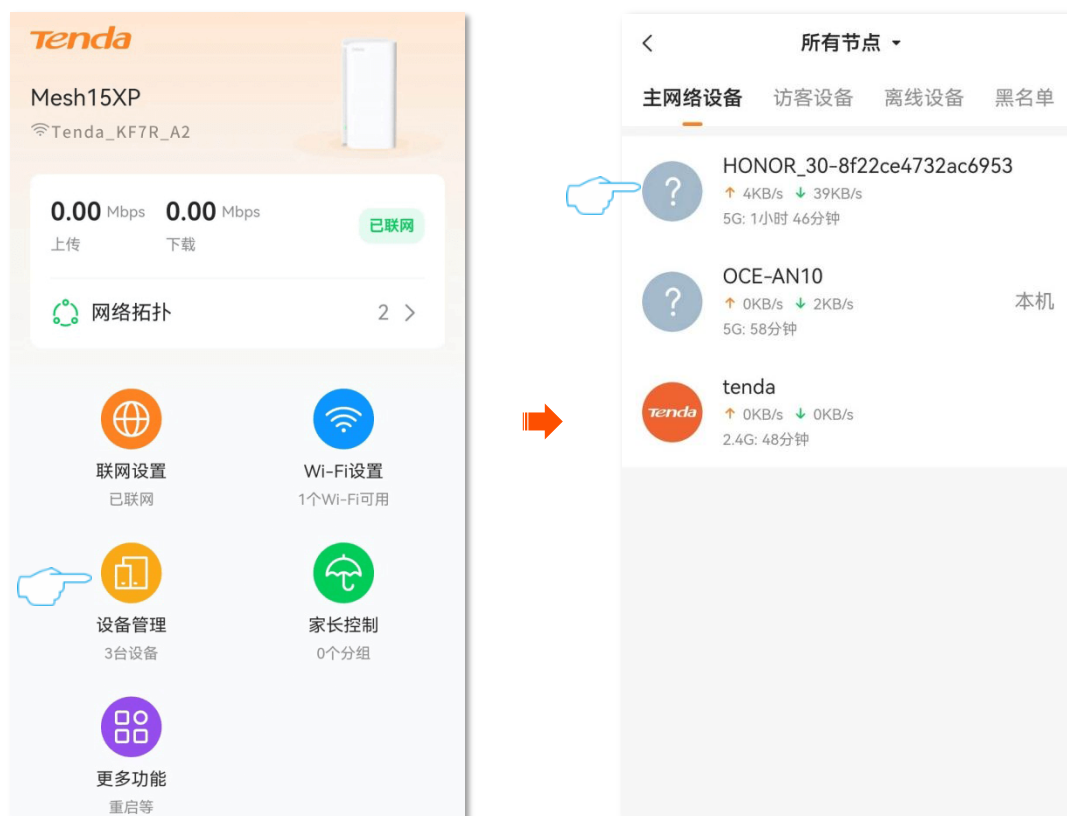 Tenda
Mesh15XP
Tenda_KF7R_A2
0.00 Mbps 0.00 Mbps
上传 下载
已联网
网络拓扑 2
联网设置
已联网
Wi-Fi设置
1个Wi-Fi可用
设备管理
3台设备
家长控制
0个分组
更多功能
重启等
所有节点
主网络设备 访客设备 离线设备 黑名单
HONOR_30-8f22ce4732ac6953
↑ 4KB/s ↓ 39KB/s
5G: 1小时 46分钟
OCE-AN10
↑ 0KB/s ↓ 2KB/s
5G: 58分钟
本机
Tenda
tenda
↑ 0KB/s ↓ 0KB/s
2.4G: 48分钟